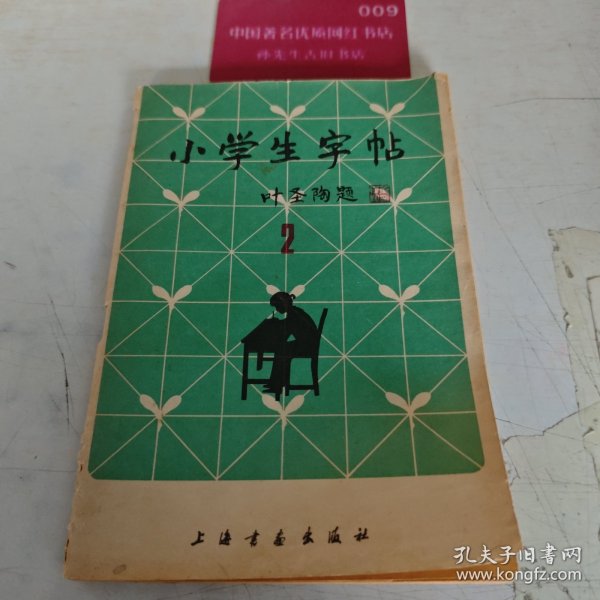 009
中国著名优质网红书店
孙先生古旧书店
小学生字帖
叶圣陶题
2
上海书画出版社
孔夫子旧书网
www.kongfz.com